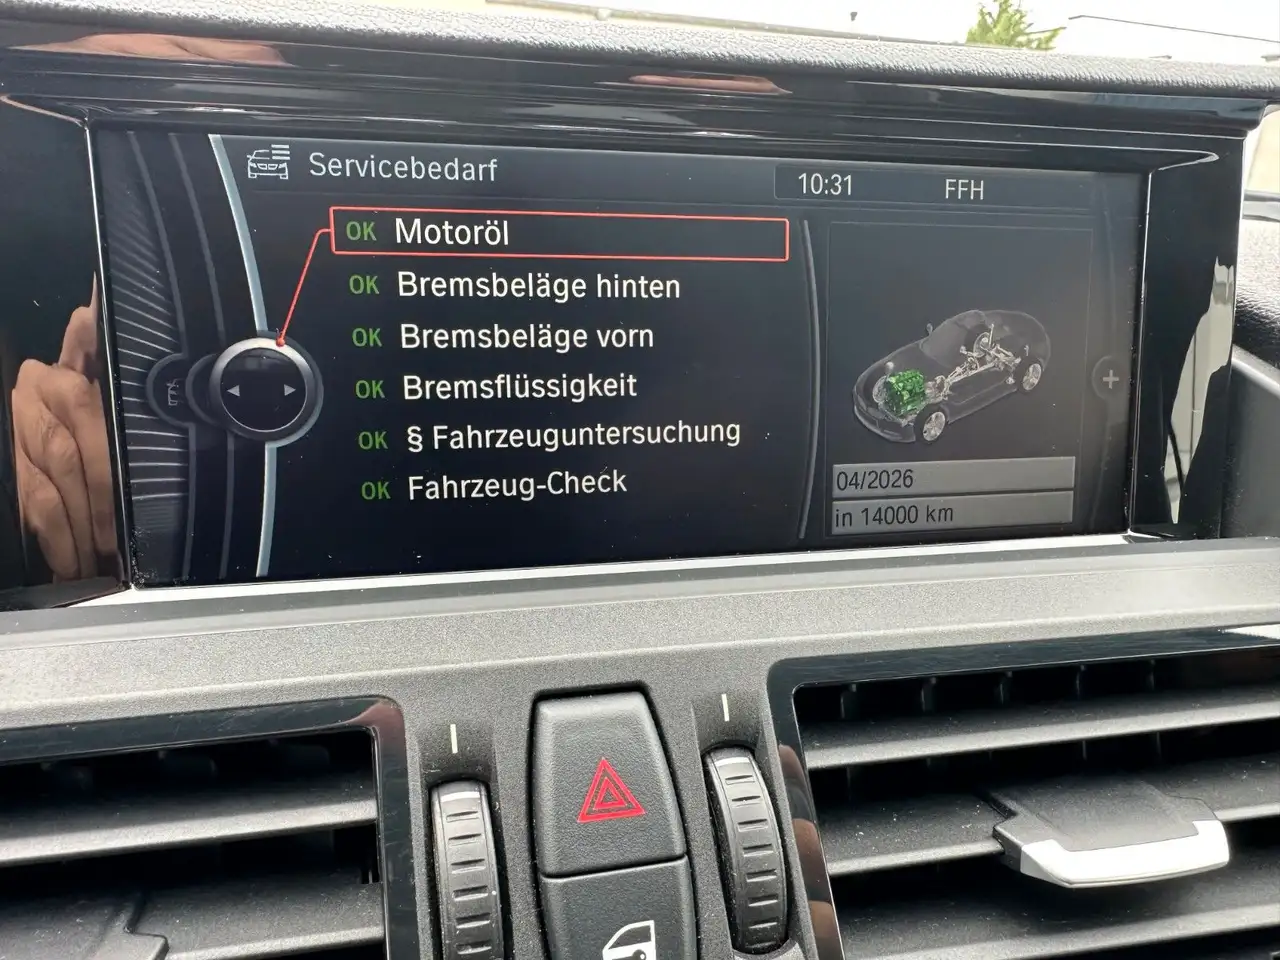 Servicebedarf
10:31
FFH
OK Motoröl
OK Bremsbeläge hinten
OK Bremsbeläge vorn
OK Bremsflüssigkeit
OK § Fahrzeuguntersuchung
OK Fahrzeug-Check
04/2026
in 14000 km